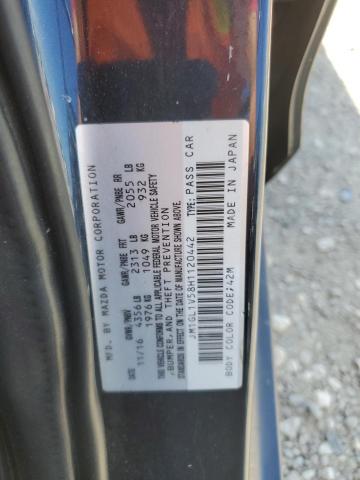 MFD. BY MAZDA MOTOR CORPORATION
GVWR/PNBV GAWR/PNBE FRT GAWR/PNBE RR
11/16 4356 LB 2313 LB 2055 LB
1976 KG 1049 KG 932 KG
THIS VEHICLE CONFORMS TO ALL APPLICABLE FEDERAL MOTOR VEHICLE SAFETY
,BUMPER, AND THEFT PREVENTION
STANDARDS IN EFFECT ON THE DATE OF MANUFACTURE SHOWN ABOVE.
JM1GL1V58H1120442 TYPE: PASS CAR
BODY COLOR CODE;42M MADE IN JAPAN